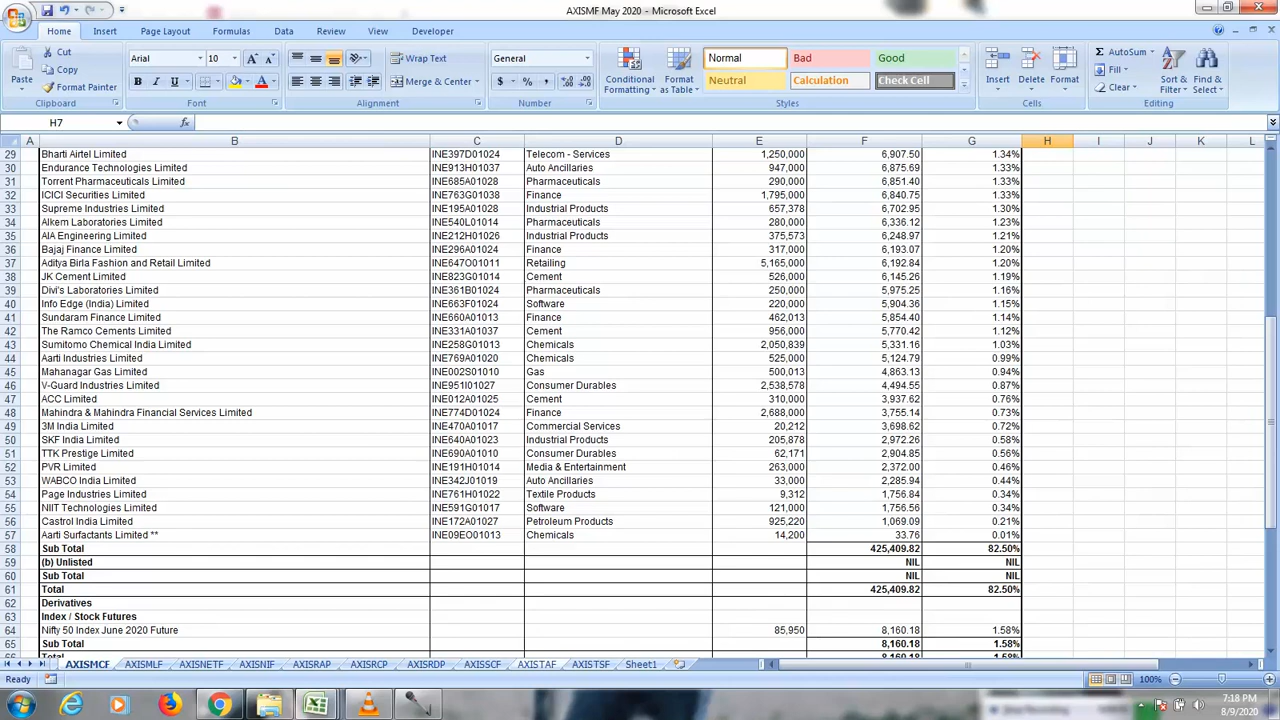 AXISMF May 2020 - Microsoft Excel
Home Insert Page Layout Formulas Data Review View Developer
Paste Cut Copy Format Painter Clipboard
Arial 10 B I U Font
Wrap Text Merge & Center Alignment
General $ % , Number
Conditional Formatting Format as Table Normal Bad Good Neutral Calculation Check Cell Styles
Insert Delete Format Cells
AutoSum Fill Clear Sort & Filter Find & Select Editing
H7 fx
A B C D E F G H I J K L
29 Bharti Airtel Limited INE397D01024 Telecom - Services 1,250,000 6,907.50 1.34%
30 Endurance Technologies Limited INE913H01037 Auto Ancillaries 947,000 6,875.69 1.33%
31 Torrent Pharmaceuticals Limited INE685A01028 Pharmaceuticals 290,000 6,851.40 1.33%
32 ICICI Securities Limited INE763G01038 Finance 1,795,000 6,840.75 1.33%
33 Supreme Industries Limited INE195A01028 Industrial Products 657,378 6,702.95 1.30%
34 Alkem Laboratories Limited INE540L01014 Pharmaceuticals 280,000 6,336.12 1.23%
35 AIA Engineering Limited INE212H01026 Industrial Products 375,573 6,248.97 1.21%
36 Bajaj Finance Limited INE296A01024 Finance 317,000 6,193.07 1.20%
37 Aditya Birla Fashion and Retail Limited INE647O01011 Retailing 5,165,000 6,192.84 1.20%
38 JK Cement Limited INE823G01014 Cement 526,000 6,145.26 1.19%
39 Divi's Laboratories Limited INE361B01024 Pharmaceuticals 250,000 5,975.25 1.16%
40 Info Edge (India) Limited INE663F01024 Software 220,000 5,904.36 1.15%
41 Sundaram Finance Limited INE660A01013 Finance 462,013 5,854.40 1.14%
42 The Ramco Cements Limited INE331A01037 Cement 956,000 5,770.42 1.12%
43 Sumitomo Chemical India Limited INE258G01013 Chemicals 2,050,839 5,331.16 1.03%
44 Aarti Industries Limited INE769A01020 Chemicals 525,000 5,124.79 0.99%
45 Mahanagar Gas Limited INE002S01010 Gas 500,013 4,863.13 0.94%
46 V-Guard Industries Limited INE951I01027 Consumer Durables 2,538,578 4,494.55 0.87%
47 ACC Limited INE012A01025 Cement 310,000 3,937.62 0.76%
48 Mahindra & Mahindra Financial Services Limited INE774D01024 Finance 2,688,000 3,755.14 0.73%
49 3M India Limited INE470A01017 Commercial Services 20,212 3,698.62 0.72%
50 SKF India Limited INE640A01023 Industrial Products 205,878 2,972.26 0.58%
51 TTK Prestige Limited INE690A01010 Consumer Durables 62,171 2,904.85 0.56%
52 PVR Limited INE191H01014 Media & Entertainment 263,000 2,372.00 0.46%
53 WABCO India Limited INE342J01019 Auto Ancillaries 33,000 2,285.94 0.44%
54 Page Industries Limited INE761H01022 Textile Products 9,312 1,756.84 0.34%
55 NIIT Technologies Limited INE591G01017 Software 121,000 1,756.56 0.34%
56 Castrol India Limited INE172A01027 Petroleum Products 925,220 1,069.09 0.21%
57 Aarti Surfactants Limited ** INE09EO01013 Chemicals 14,200 33.76 0.01%
58 Sub Total 425,409.82 82.50%
59 (b) Unlisted NIL NIL
60 Sub Total NIL NIL
61 Total 425,409.82 82.50%
62 Derivatives
63 Index / Stock Futures
64 Nifty 50 Index June 2020 Future 85,950 8,160.18 1.58%
65 Sub Total 8,160.18 1.58%
66 Total 8,160.18 1.58%
AXISMCF AXISMLF AXISNETF AXISNIF AXISRAP AXISRCP AXISRDP AXISSCF AXISTAF AXISTSF Sheet1
Ready 100%
7:18 PM
8/9/2020